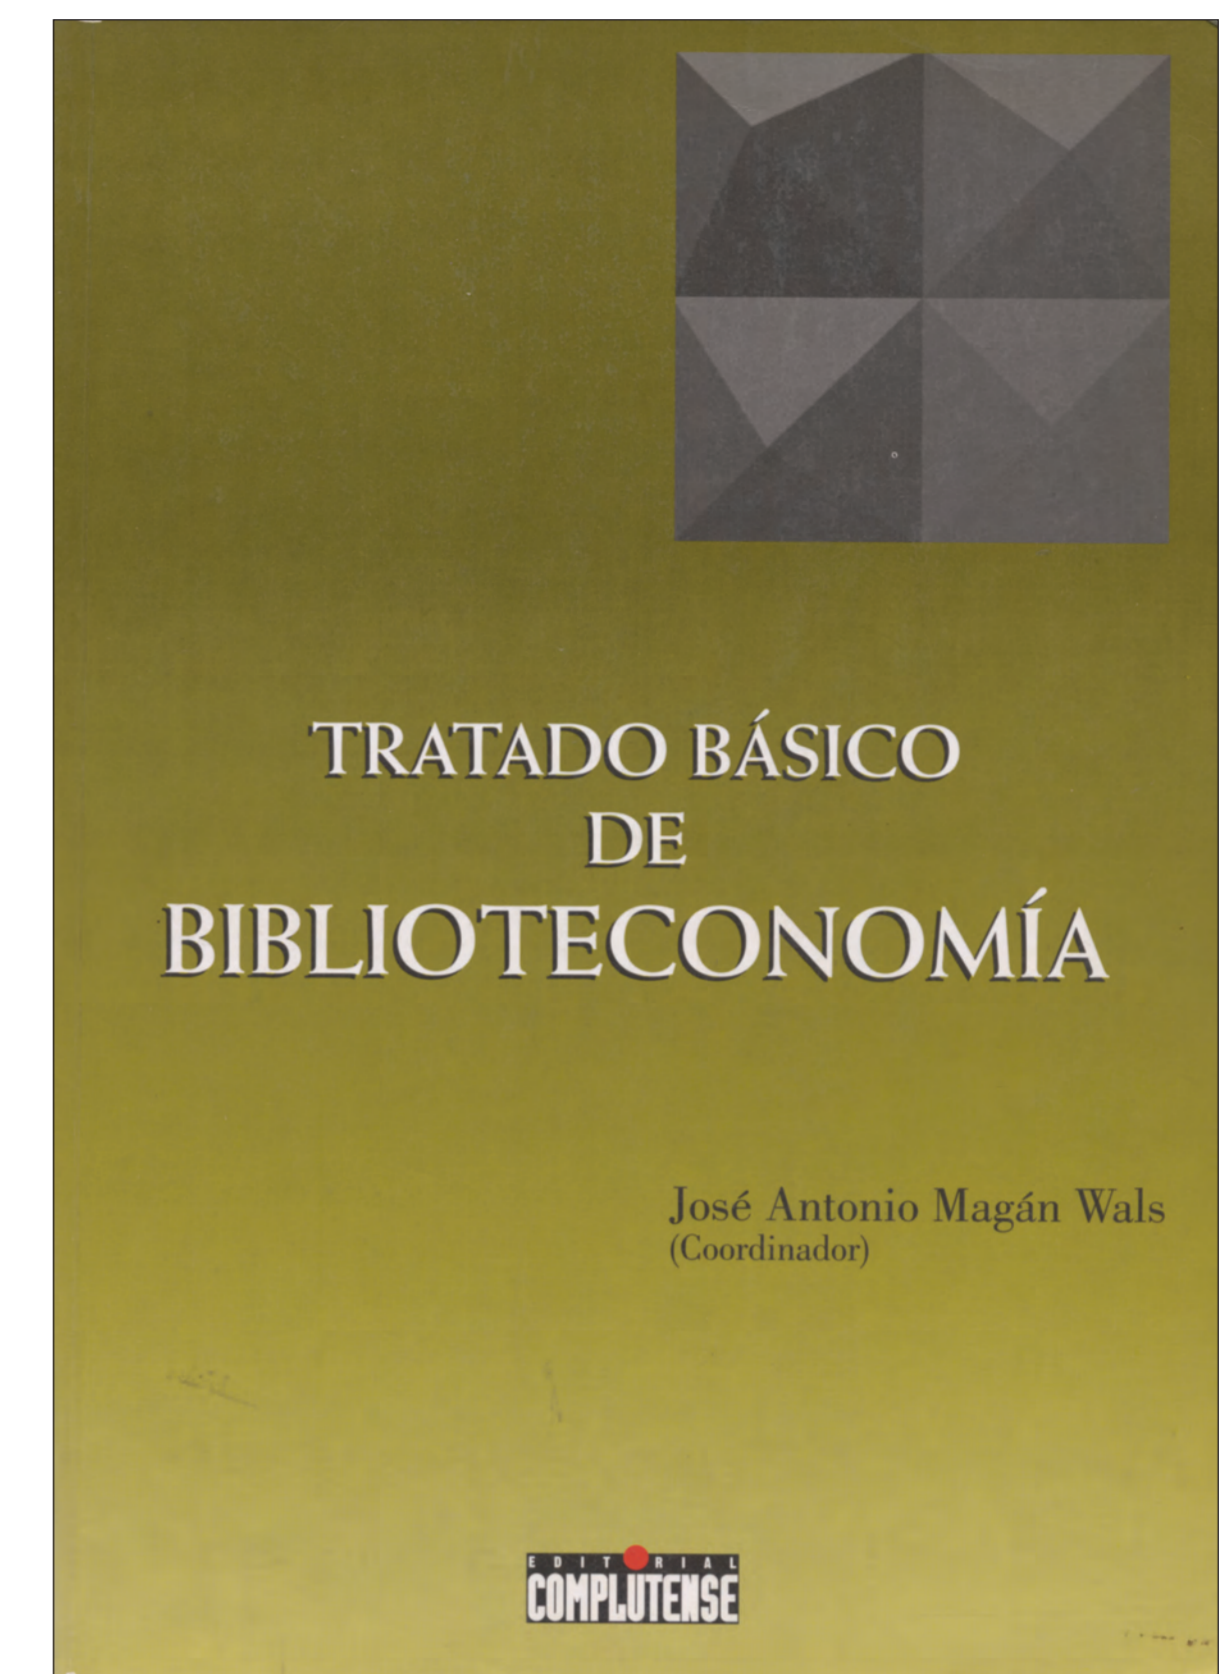 TRATADO BÁSICO
DE
BIBLIOTECONOMÍA
José Antonio Magán Wals
(Coordinador)
EDITORIAL
COMPLUTENSE